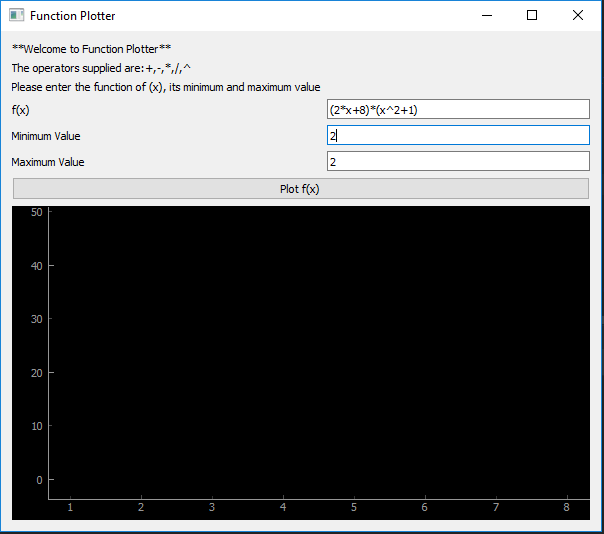 Function Plotter
**Welcome to Function Plotter**
The operators supplied are:+,-,*,/,^
Please enter the function of (x), its minimum and maximum value
f(x) (2*x+8)*(x^2+1)
Minimum Value 2
Maximum Value 2
Plot f(x)
50
40
30
20
10
0
1 2 3 4 5 6 7 8